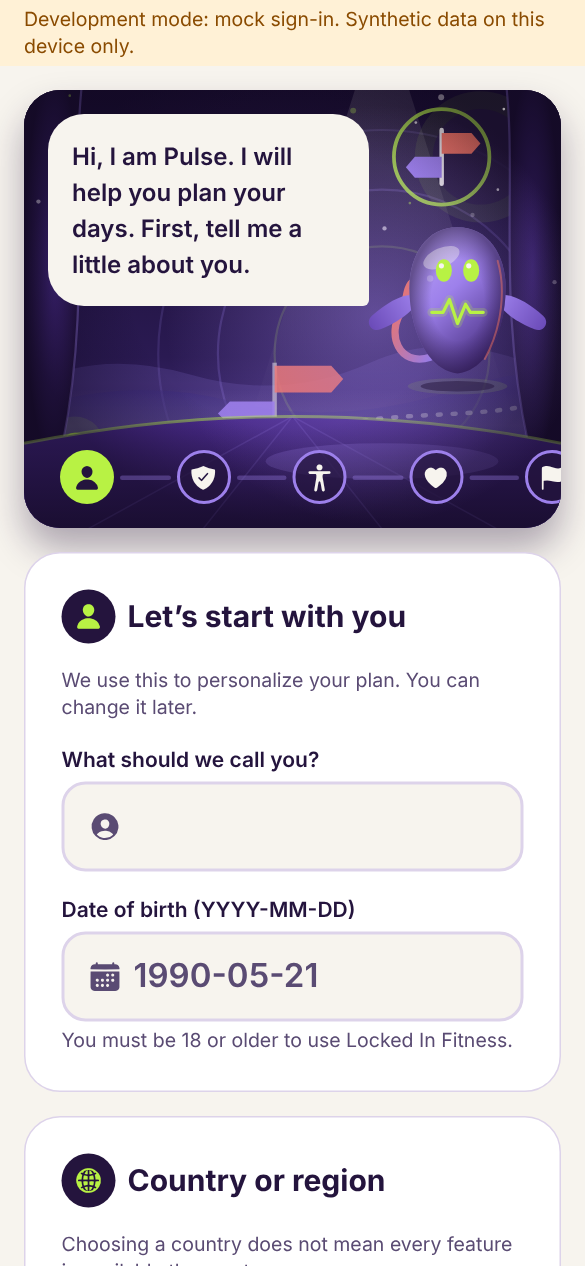 Development mode: mock sign-in. Synthetic data on this
device only.
Hi, I am Pulse. I will
help you plan your
days. First, tell me a
little about you.
Let’s start with you
We use this to personalize your plan. You can
change it later.
What should we call you?
Date of birth (YYYY-MM-DD)
1990-05-21
You must be 18 or older to use Locked In Fitness.
Country or region
Choosing a country does not mean every feature